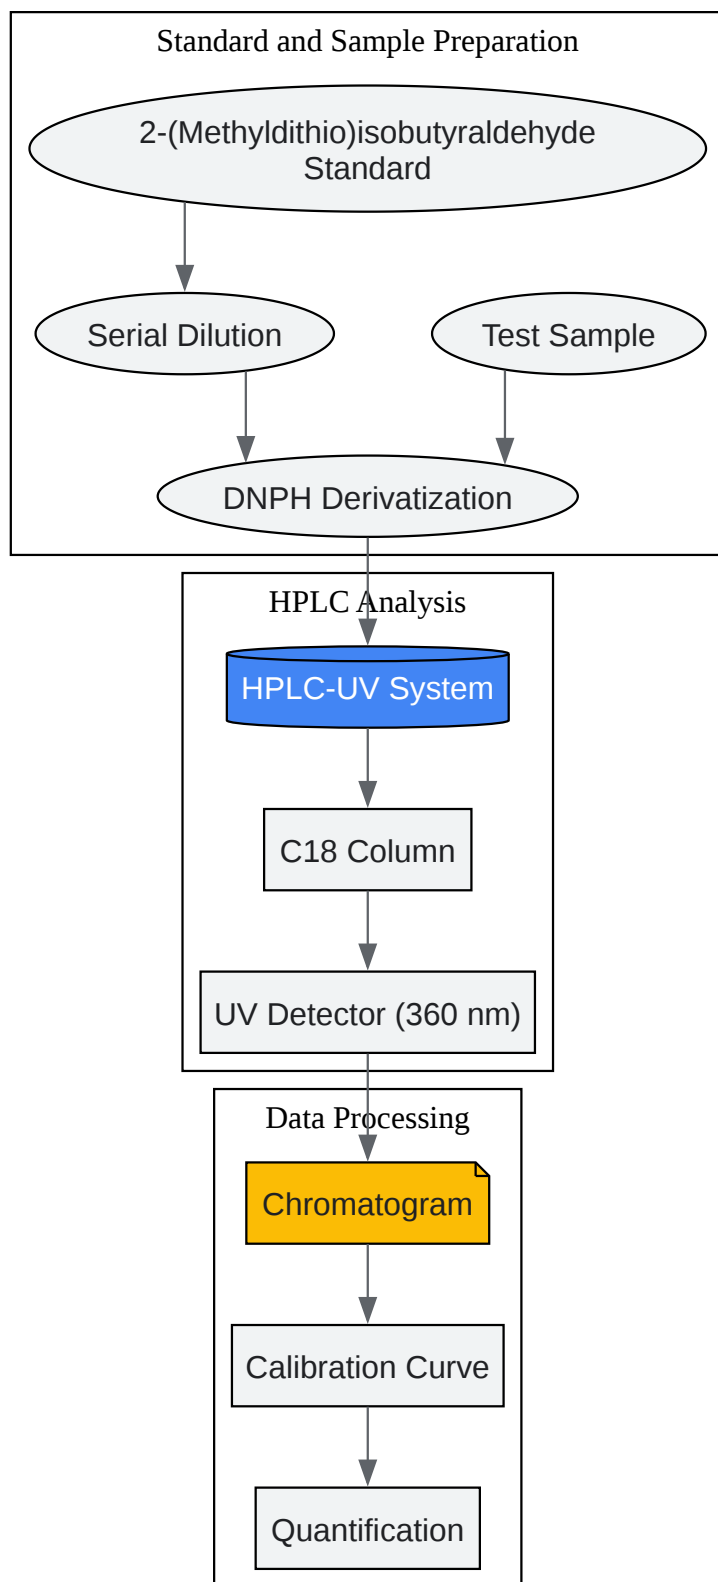 Standard and Sample Preparation
2-(Methyldithio)isobutyraldehyde
Standard
Serial Dilution
Test Sample
DNPH Derivatization
HPLC Analysis
HPLC-UV System
C18 Column
UV Detector (360 nm)
Data Processing
Chromatogram
Calibration Curve
Quantification